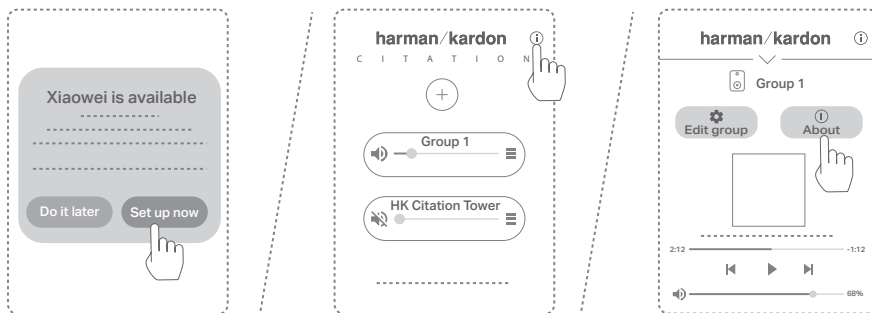 Xiaowei is available
Do it later
Set up now
harman/kardon
C I T A T I O N
Group 1
HK Citation Tower
harman/kardon
Group 1
Edit group
About
2:12
-1:12
68%